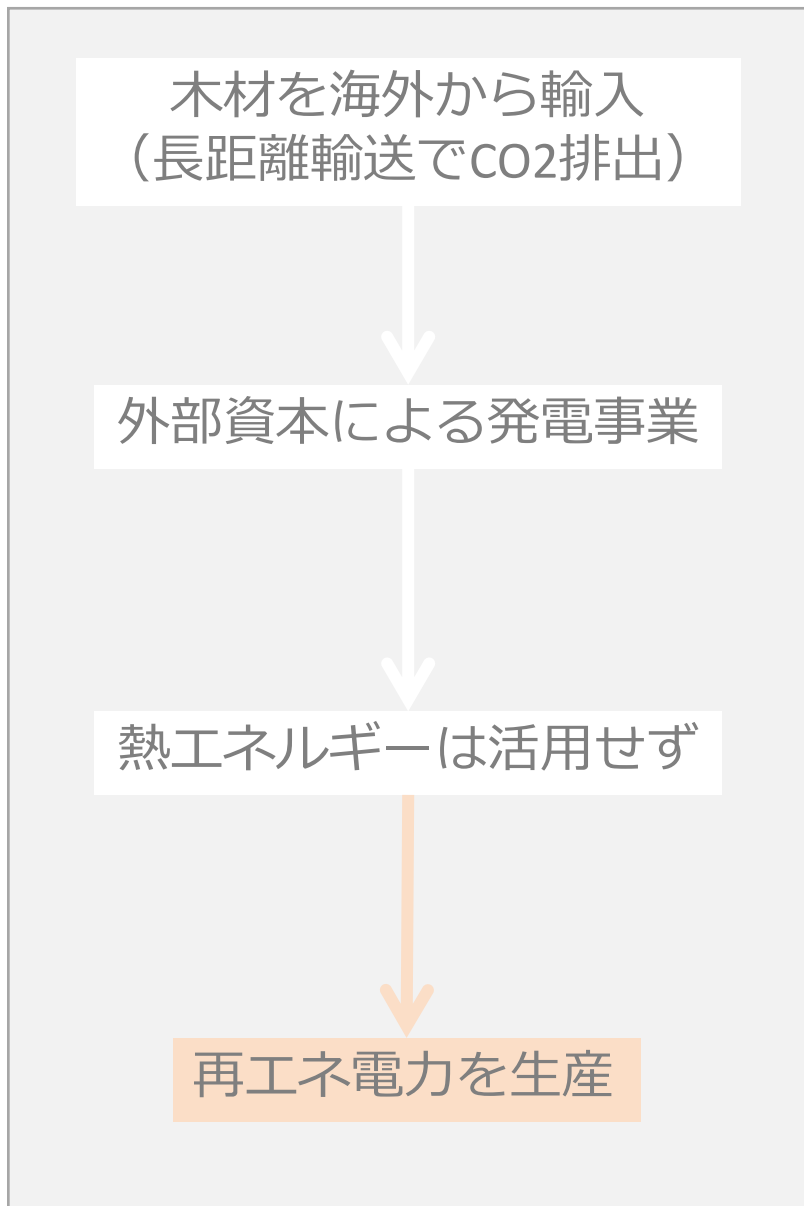 木材を海外から輸入
（長距離輸送でCO2排出）
外部資本による発電事業
熱エネルギーは活用せず
再エネ電力を生産